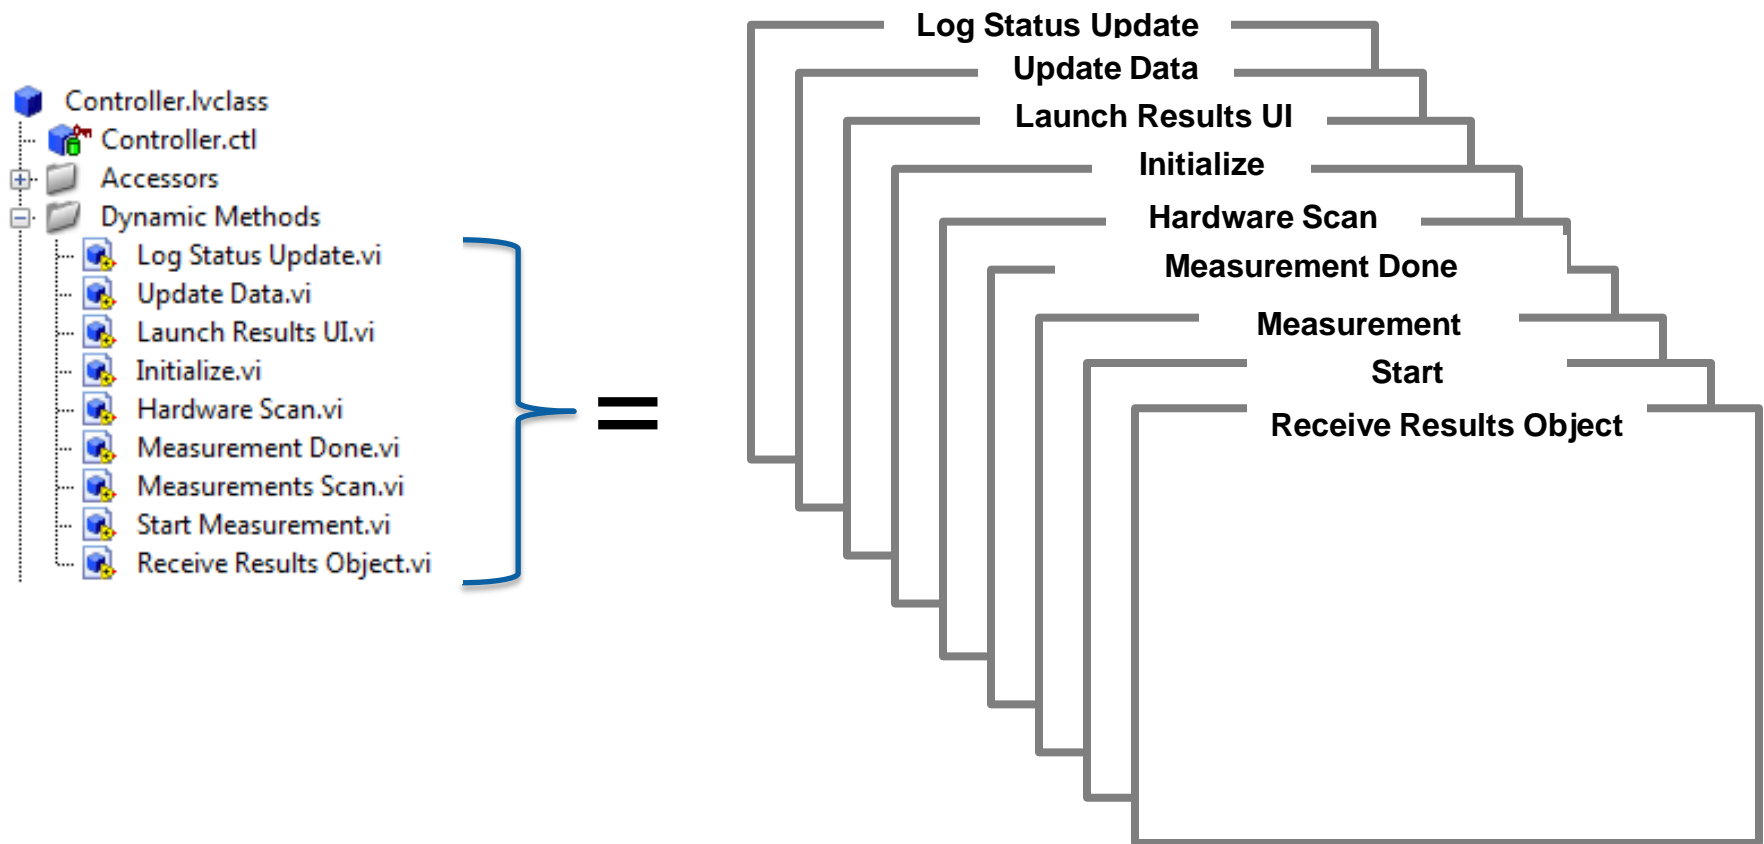 Controller.lvclass
Controller.ctl
Accessors
Dynamic Methods
Log Status Update.vi
Update Data.vi
Launch Results UI.vi
Initialize.vi
Hardware Scan.vi
Measurement Done.vi
Measurements Scan.vi
Start Measurement.vi
Receive Results Object.vi
=
Log Status Update
Update Data
Launch Results UI
Initialize
Hardware Scan
Measurement Done
Measurement
Start
Receive Results Object